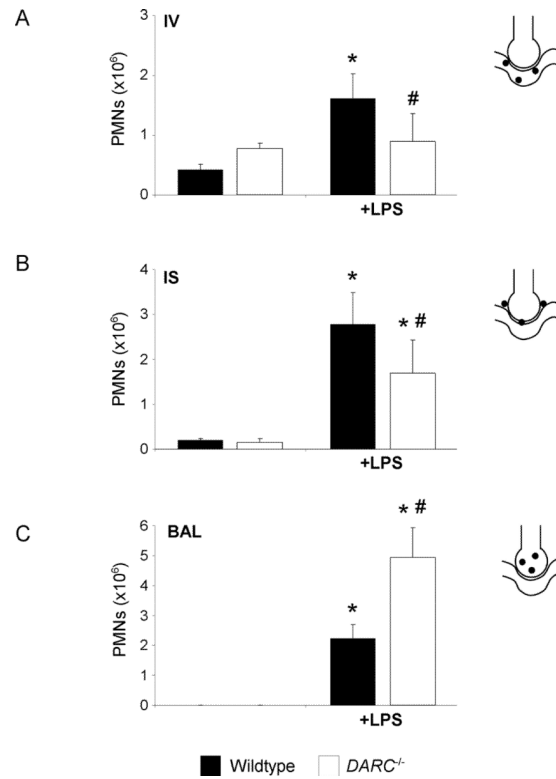 A
IV
PMNs (x10⁶)
3
2
1
0
*
#
+LPS
B
IS
PMNs (x10⁶)
4
3
2
1
0
*
* #
+LPS
C
BAL
PMNs (x10⁶)
6
5
4
3
2
1
0
*
* #
+LPS
Wildtype DARC⁻/⁻